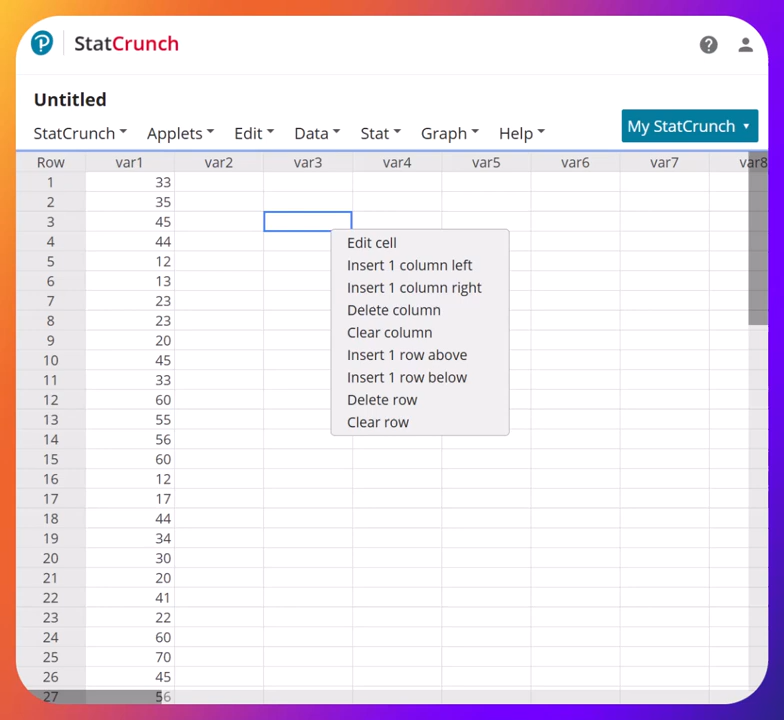 StatCrunch
Untitled
StatCrunch Applets Edit Data Stat Graph Help My StatCrunch
Row var1 var2 var3 var4 var5 var6 var7 var8
1 33
2 35
3 45
4 44
Edit cell
5 12
Insert 1 column left
6 13
Insert 1 column right
7 23
Delete column
8 23
Clear column
9 20
10 45
Insert 1 row above
11 33
Insert 1 row below
12 60
Delete row
13 55
Clear row
14 56
15 60
16 12
17 17
18 44
19 34
20 30
21 20
22 41
23 22
24 60
25 70
26 45
27 56